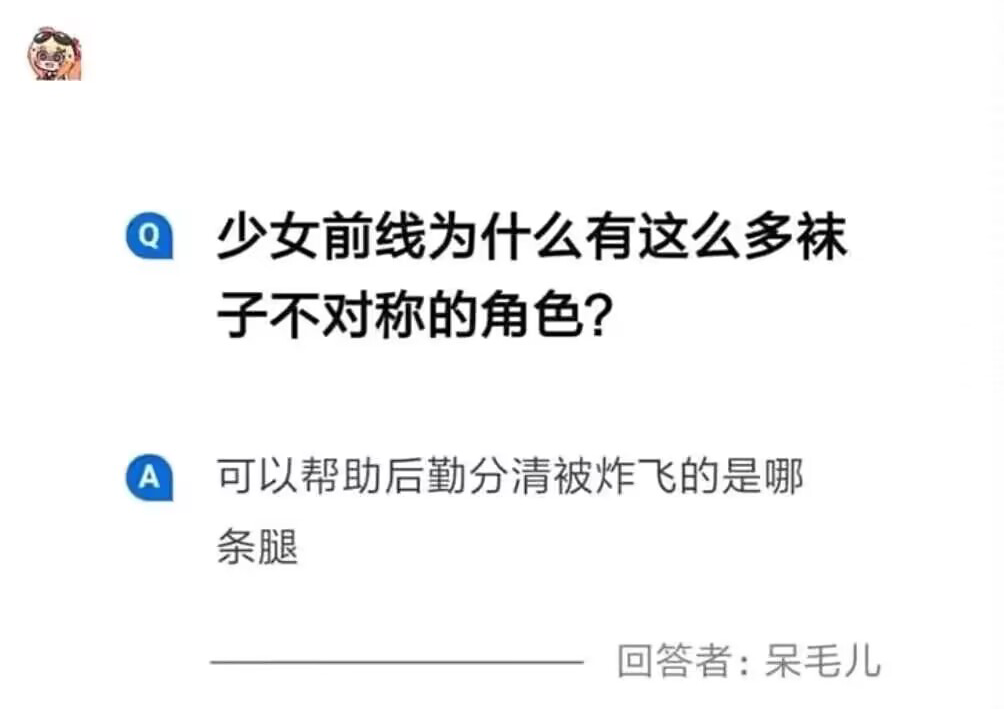 Q
少女前线为什么有这么多袜
子不对称的角色？
A
可以帮助后勤分清被炸飞的是哪
条腿
回答者：呆毛儿